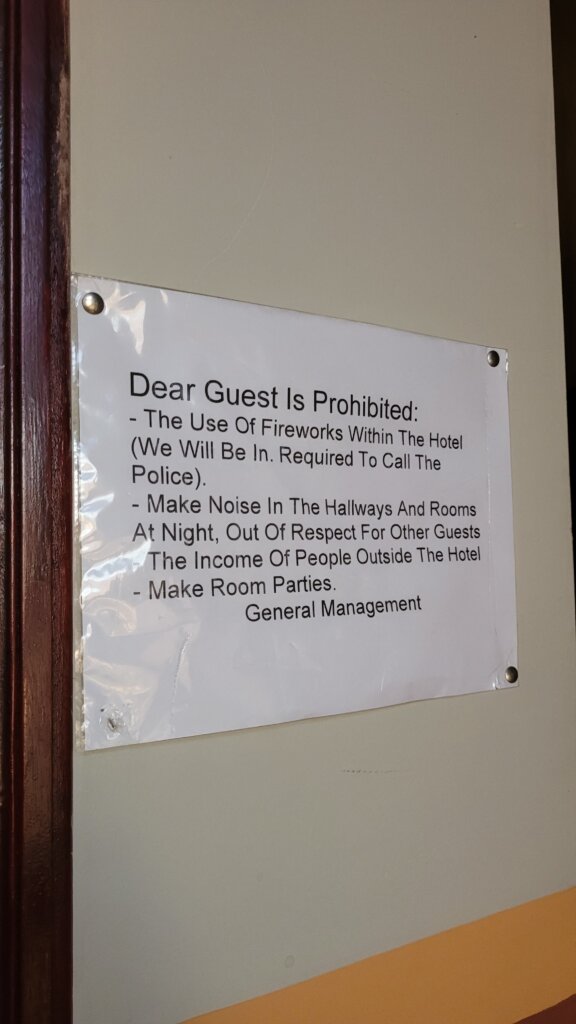 Dear Guest Is Prohibited:
- The Use Of Fireworks Within The Hotel
(We Will Be In. Required To Call The
Police).
- Make Noise In The Hallways And Rooms
At Night, Out Of Respect For Other Guests
- The Income Of People Outside The Hotel
- Make Room Parties.
General Management